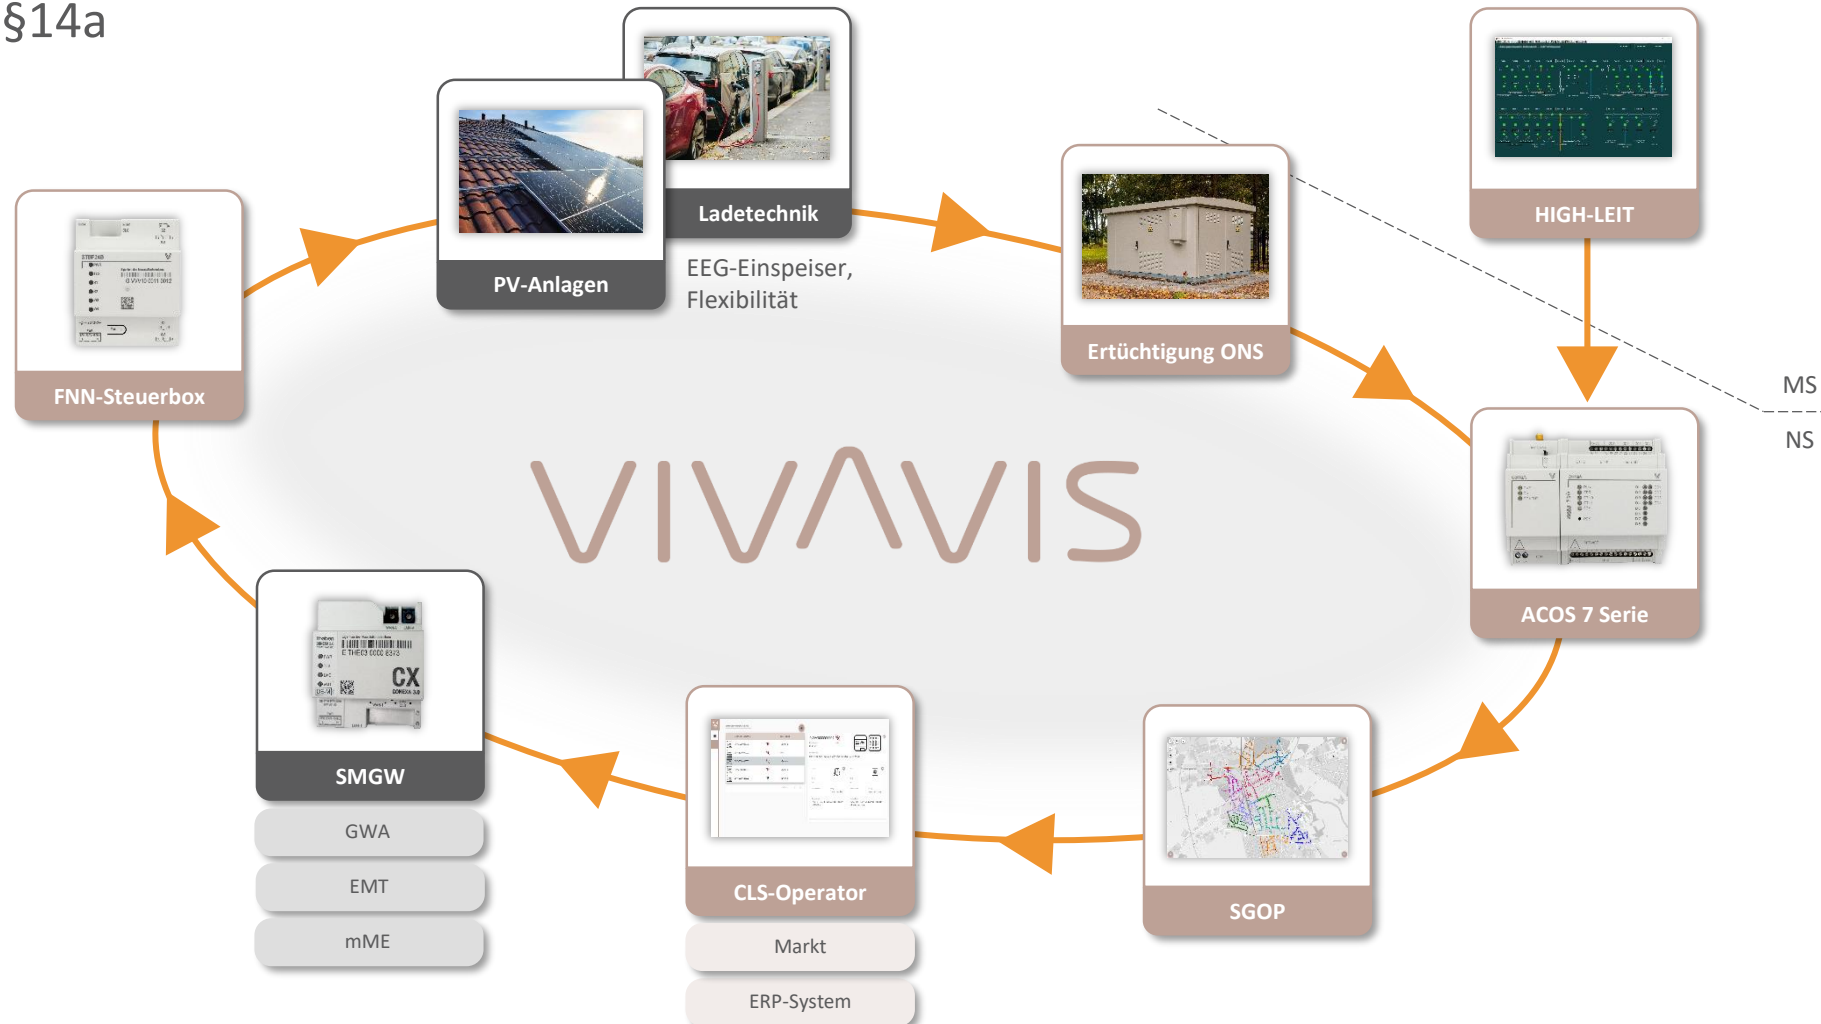 §14a
Ladetechnik
PV-Anlagen
EEG-Einspeiser,
Flexibilität
HIGH-LEIT
Ertüchtigung ONS
MS
NS
FNN-Steuerbox
VIVAVIS
ACOS 7 Serie
CX
SMGW
GWA
EMT
mME
CLS-Operator
Markt
ERP-System
SGOP